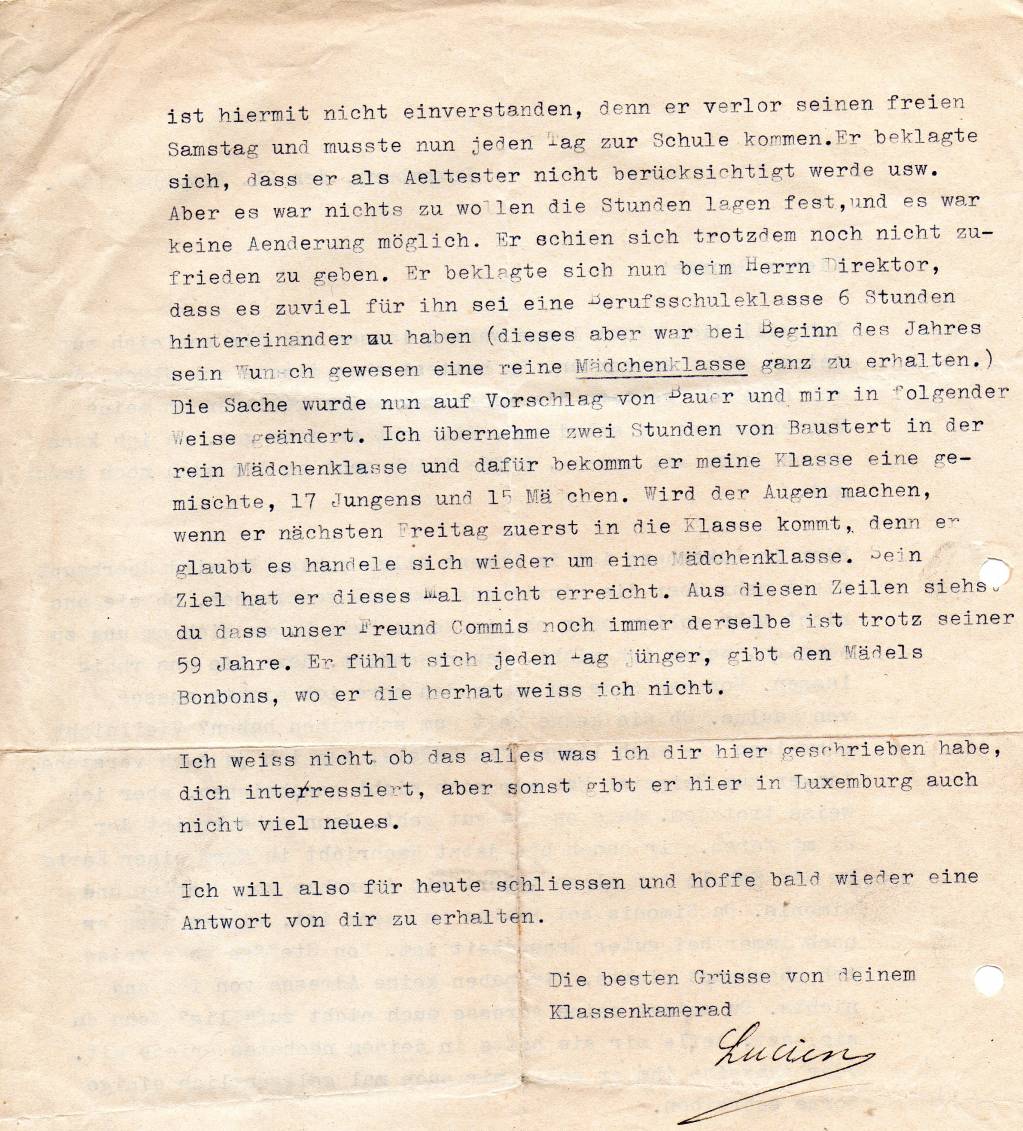 ist hiermit nicht einverstanden, denn er verlor seinen freien
Samstag und musste nun jeden Tag zur Schule kommen.Er beklagte
sich, dass er als Aeltester nicht berücksichtigt werde usw.
Aber es war nichts zu wollen die Stunden lagen fest,und es war
keine Aenderung möglich. Er schien sich trotzdem noch nicht zu-
frieden zu geben. Er beklagte sich nun beim Herrn Direktor,
dass es zuviel für ihn sei eine Berufsschuleklasse 6 Stunden
hintereinander zu haben (dieses aber war bei Beginn des Jahres
sein Wunsch gewesen eine reine Mädchenklasse ganz zu erhalten.)
Die Sache wurde nun auf Vorschlag von Bauer und mir in folgender
Weise geändert. Ich übernehme zwei Stunden von Baustert in der
rein Mädchenklasse und dafür bekommt er meine Klasse eine ge-
mischte, 17 Jungens und 15 Mä chen. Wird der Augen machen,
wenn er nächsten Freitag zuerst in die Klasse kommt, denn er
glaubt es handele sich wieder um eine Mädchenklasse. Sein
Ziel hat er dieses Mal nicht erreicht. Aus diesen Zeilen siehst
du dass unser Freund Commis noch immer derselbe ist trotz seiner
59 Jahre. Er fühlt sich jeden Tag jünger, gibt den Mädels
Bonbons, wo er die herhat weiss ich nicht.
Ich weiss nicht ob das alles was ich dir hier geschrieben habe,
dich interressiert, aber sonst gibt er hier in Luxemburg auch
nicht viel neues.
Ich will also für heute schliessen und hoffe bald wieder eine
Antwort von dir zu erhalten.
Die besten Grüsse von deinem
Klassenkamerad
Lucien